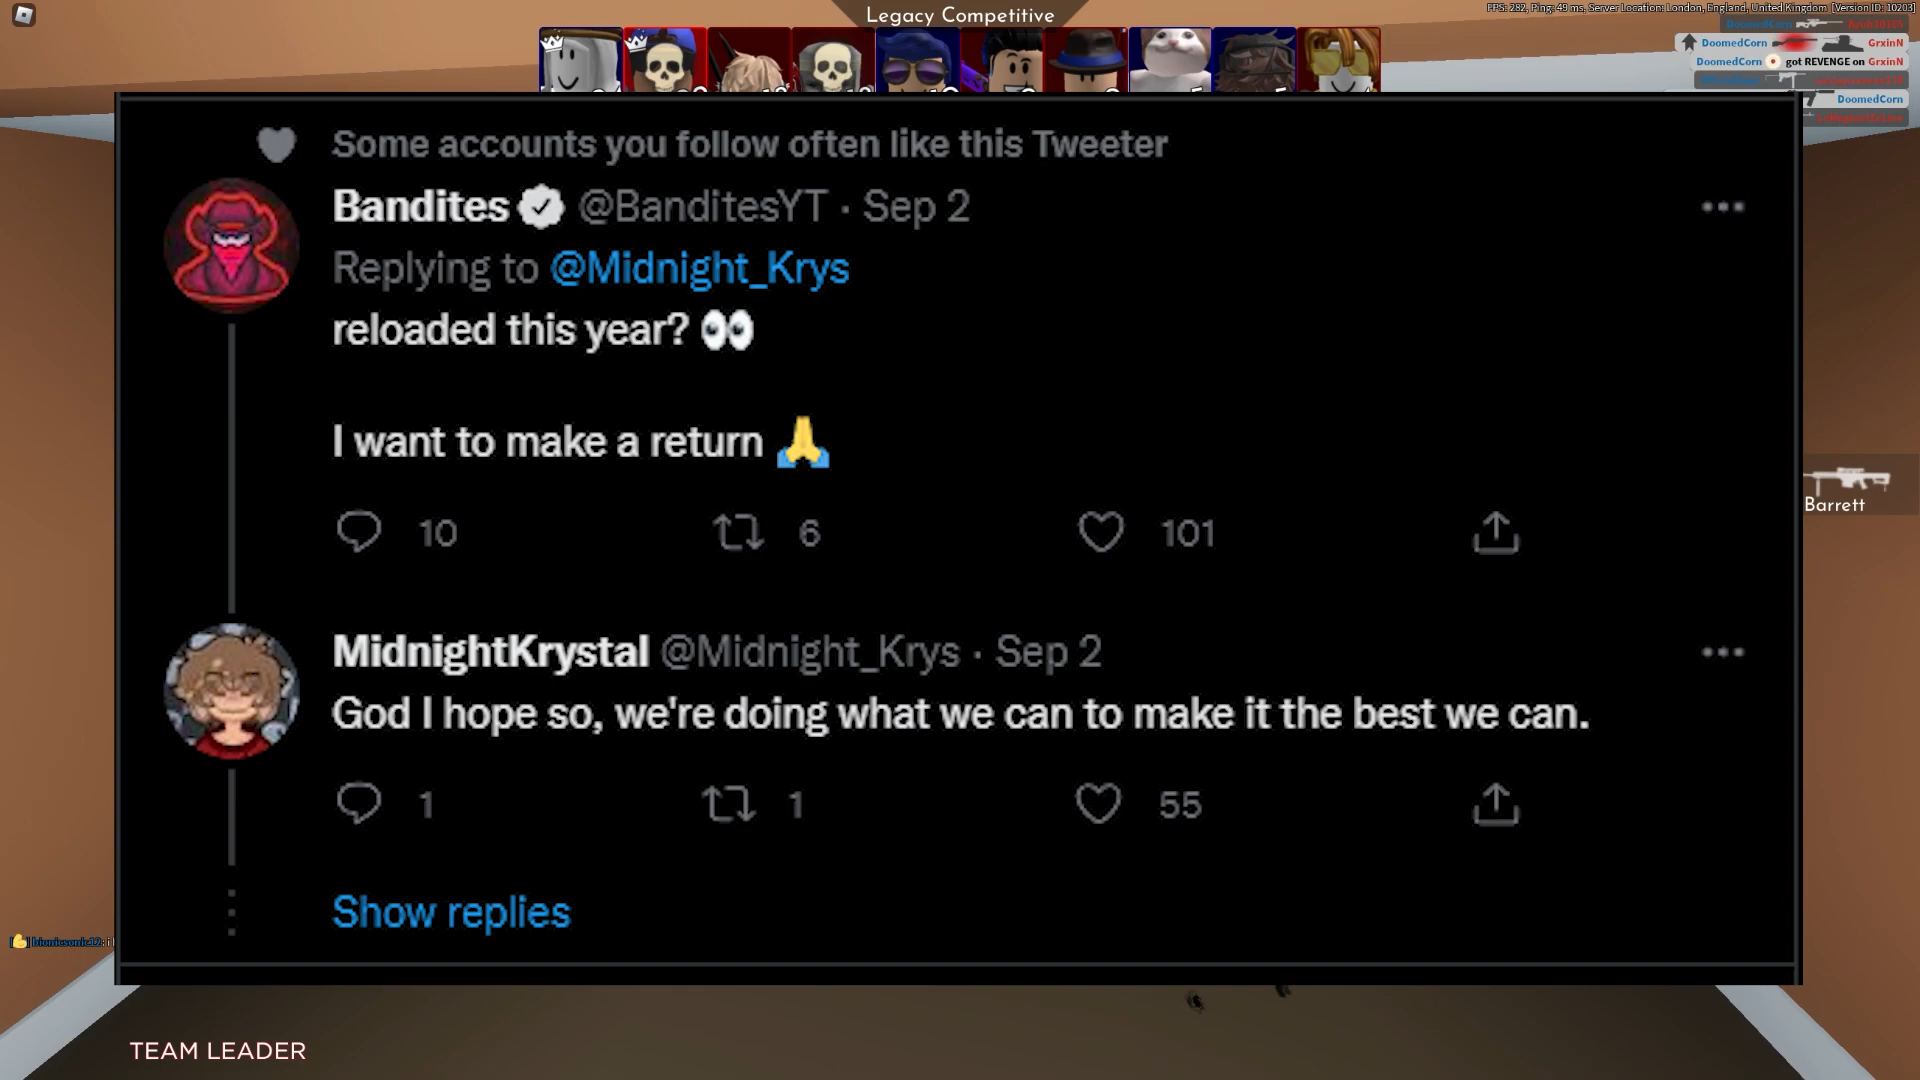 Legacy Competitive
FPS: 282, Ping: 49 ms, Server Location: London, England, United Kingdom [Version ID: 10203]
DoomedCorn
DoomedCorn GrxinN
DoomedCorn got REVENGE on GrxinN
DoomedCorn
Some accounts you follow often like this Tweeter
Bandites @BanditesYT · Sep 2
Replying to @Midnight_Krys
reloaded this year? 👀
I want to make a return 🙏
10 6 101
Barrett
MidnightKrystal @Midnight_Krys · Sep 2
God I hope so, we're doing what we can to make it the best we can.
1 1 55
Show replies
TEAM LEADER